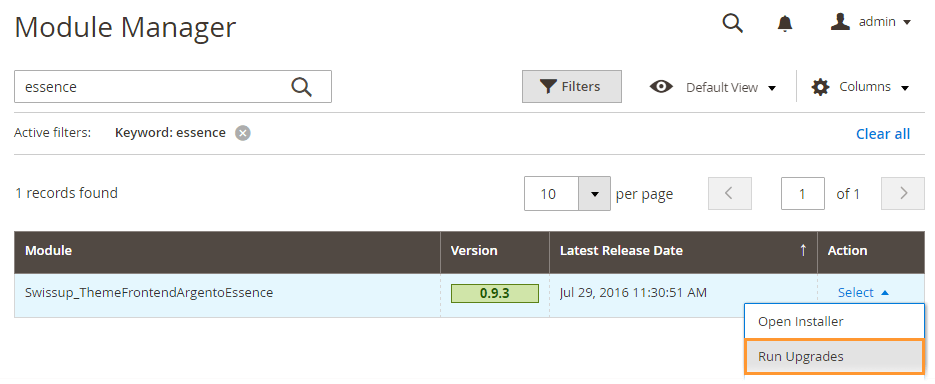 Module Manager
admin
essence
Filters
Default View
Columns
Active filters: Keyword: essence
Clear all
1 records found
10 per page
1 of 1
Module Version Latest Release Date Action
Swissup_ThemeFrontendArgentoEssence 0.9.3 Jul 29, 2016 11:30:51 AM Select
Open Installer
Run Upgrades